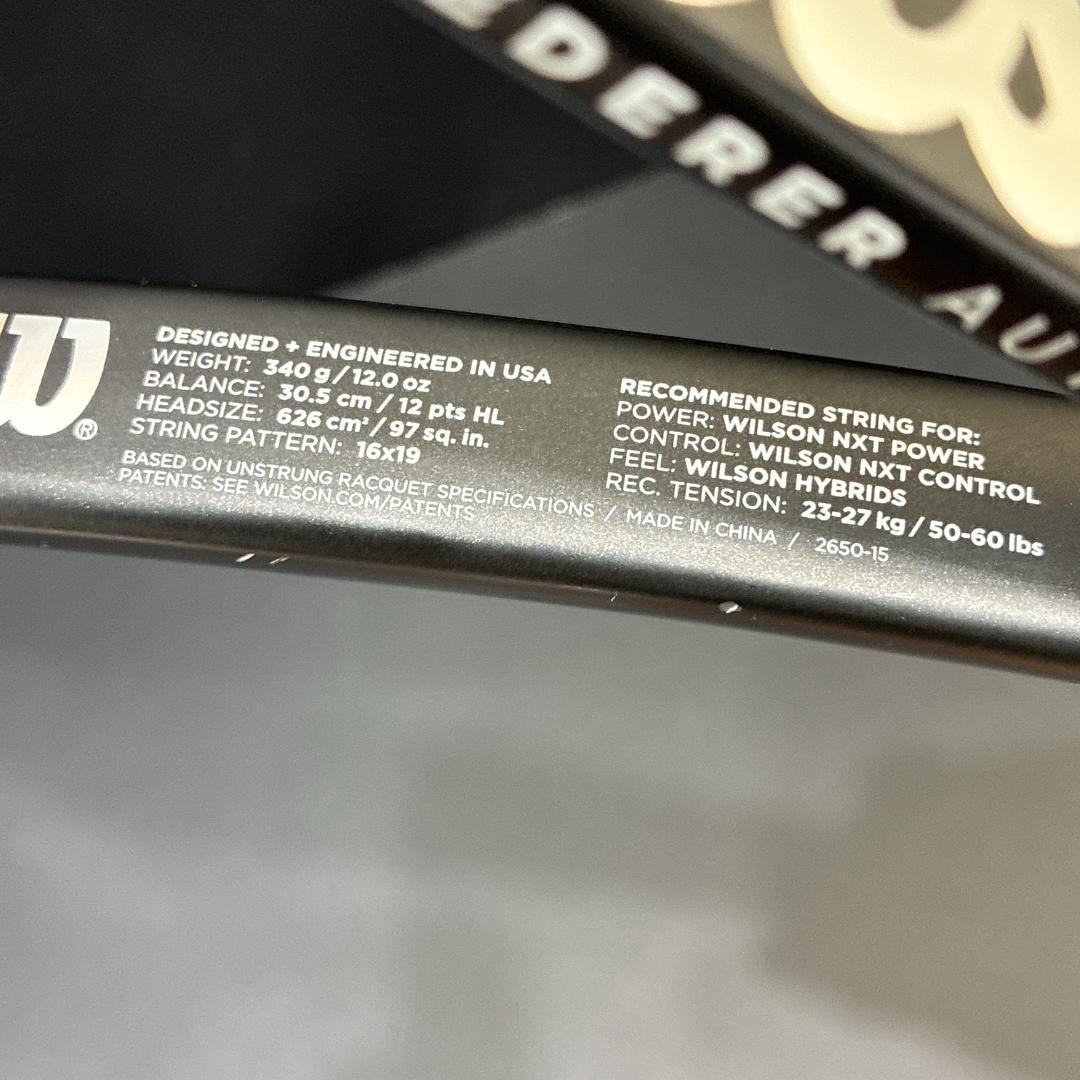 EDERER AU
W®
DESIGNED + ENGINEERED IN USA
WEIGHT: 340 g / 12.0 oz
BALANCE: 30.5 cm / 12 pts HL
HEADSIZE: 626 cm² / 97 sq. in.
STRING PATTERN: 16x19
BASED ON UNSTRUNG RACQUET SPECIFICATIONS / MADE IN CHINA / 2650-15
PATENTS: SEE WILSON.COM/PATENTS
RECOMMENDED STRING FOR:
POWER: WILSON NXT POWER
CONTROL: WILSON NXT CONTROL
FEEL: WILSON HYBRIDS
REC. TENSION: 23-27 kg / 50-60 lbs